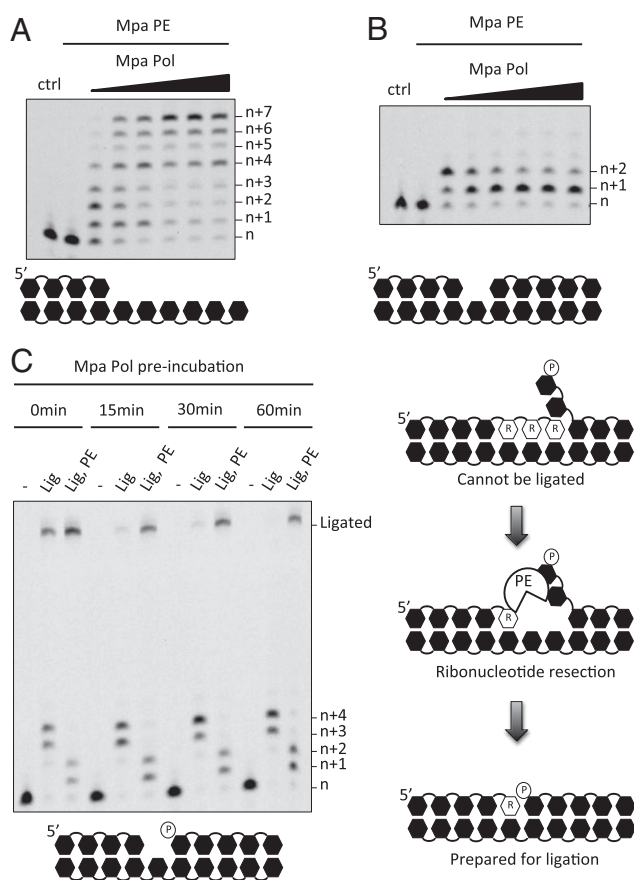 A
Mpa PE
Mpa Pol
ctrl
n+7
n+6
n+5
n+4
n+3
n+2
n+1
n
5’
B
Mpa PE
Mpa Pol
ctrl
n+2
n+1
n
5’
C
Mpa Pol pre-incubation
0min 15min 30min 60min
- Lig Lig, PE - Lig Lig, PE - Lig Lig, PE - Lig Lig, PE
Ligated
n+4
n+3
n+2
n+1
n
5’ P
P
5’ R R R
Cannot be ligated
P
PE
5’ R
Ribonucleotide resection
P
5’ R
Prepared for ligation